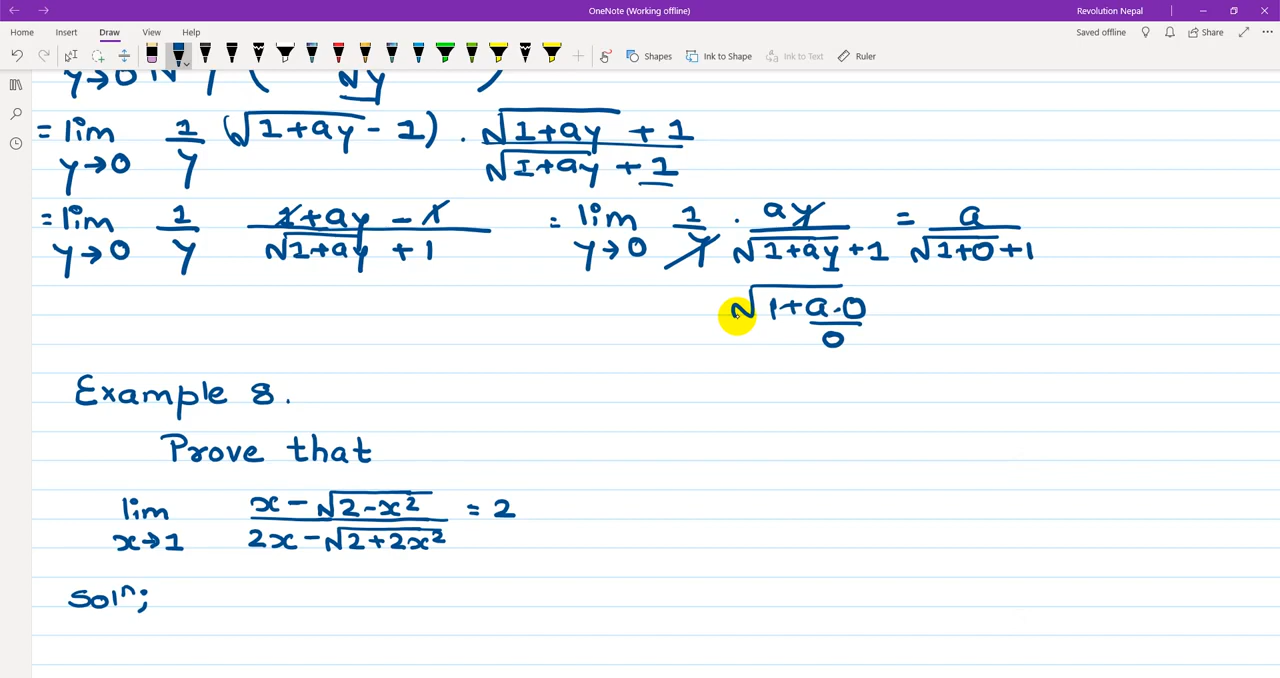 OneNote (Working offline)
Revolution Nepal
Home Insert Draw View Help
Saved offline
Share
Shapes
Ink to Shape
Ink to Text
Ruler
y→0
√y
= lim y→0 1/y (√(1+ay) - 1) . (√(1+ay) + 1)/(√(1+ay) + 1)
= lim y→0 1/y (1+ay - 1)/(√(1+ay) + 1) = lim y→0 1/y . ay/(√(1+ay) + 1) = a/(√(1+0) + 1)
√(1+a.0)
0
Example 8.
Prove that
lim x→1 (x - √(2-x²))/(2x - √(2+2x²)) = 2
Solⁿ;